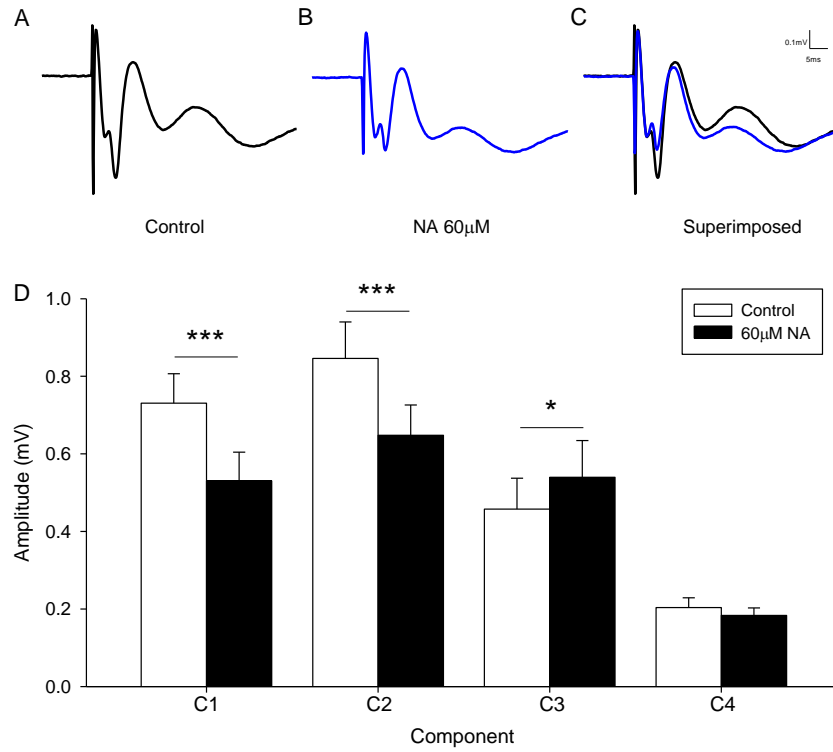 A
B
C
0.1mV
5ms
Control
NA 60μM
Superimposed
D
1.0
0.8
0.6
0.4
0.2
0.0
Amplitude (mV)
***
***
*
Control
60μM NA
C1
C2
C3
C4
Component